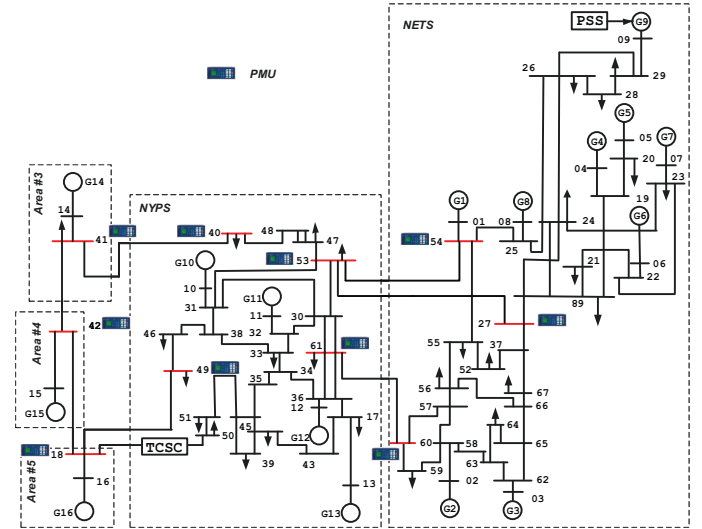 NETS
PSS
G9
09
26
29
28
PMU
G5
G4
G7
05
04
20
07
23
19
Area #3
G14
14
41
NYPS
40
48
47
53
G1
G8
01
08
54
25
24
G6
21
06
22
89
G10
10
31
G11
11
32
30
27
Area #4
42
46
38
33
61
55
37
52
49
34
35
15
G15
36
12
56
57
67
66
51
50
45
17
64
G12
TCSC
18
60
58
65
Area #5
39
43
59
63
62
16
13
02
03
G16
G13
G2
G3